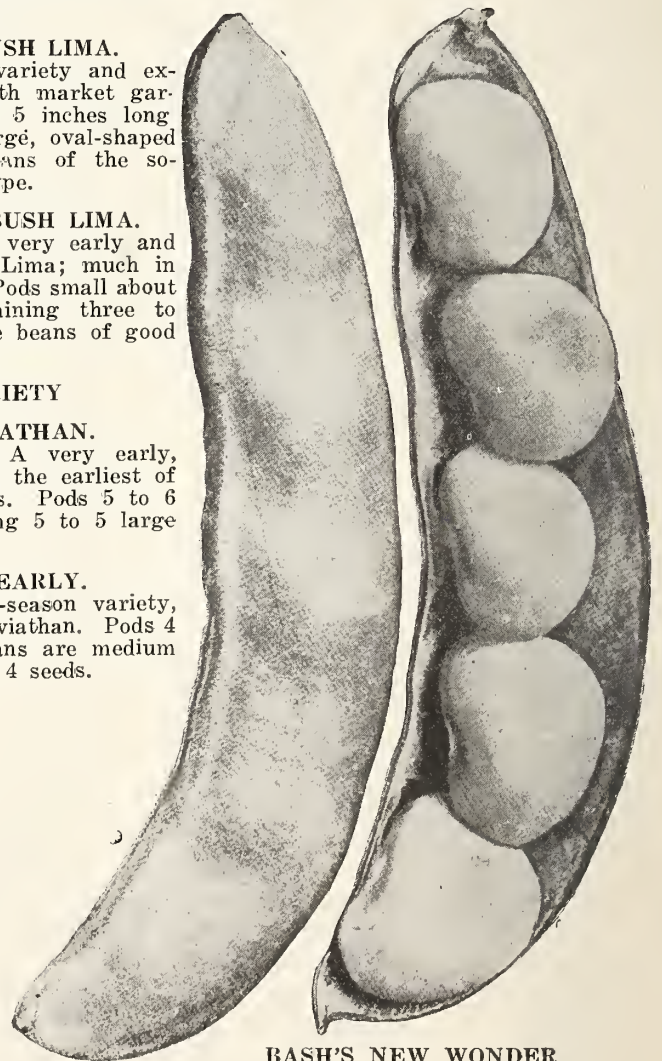 SH LIMA.
variety and ex-
th market gar-
5 inches long
rge, oval-shaped
ans of the so-
pe.
BUSH LIMA.
very early and
Lima; much in
Pods small about
aining three to
e beans of good
IETY
ATHAN.
A very early,
the earliest of
s. Pods 5 to 6
ng 5 to 5 large
EARLY.
-season variety,
viathan. Pods 4
ans are medium
4 seeds.
BASH'S NEW WONDER